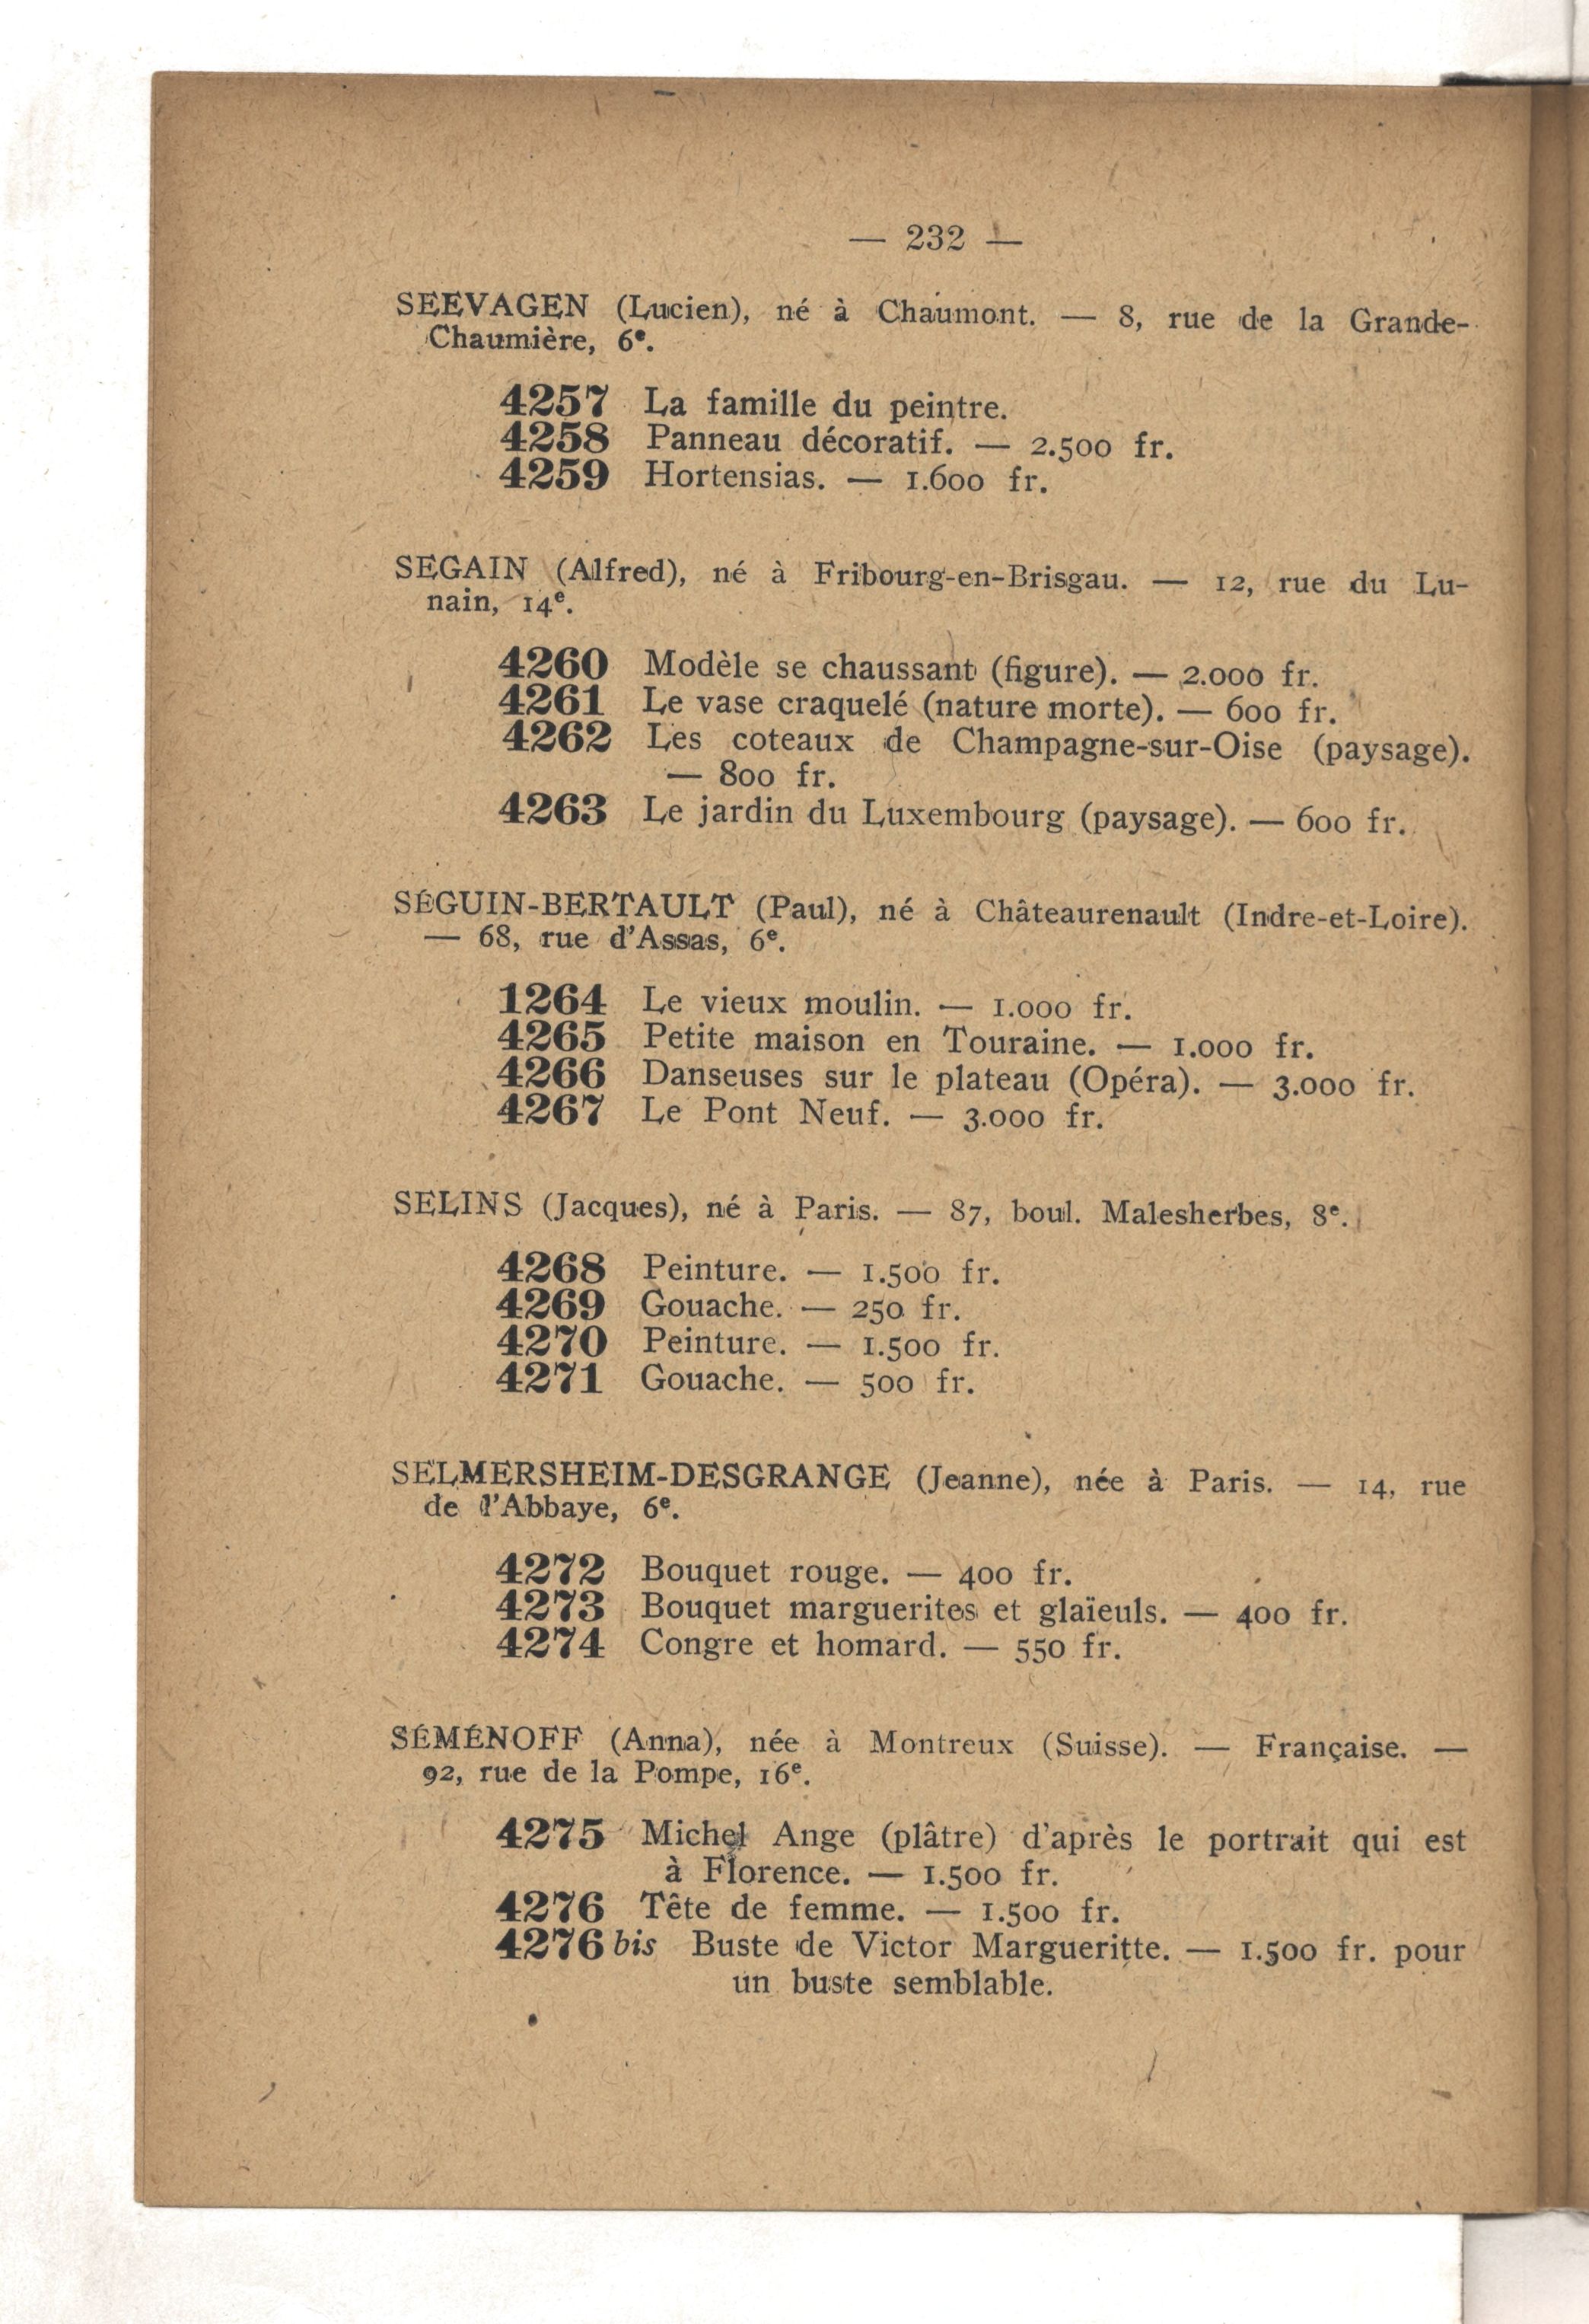 — 232 —
SEEVAGEN (Lucien), né à Chaumont. — 8, rue de la Grande-
Chaumière, 6e.
4257 La famille du peintre.
4258 Panneau décoratif. — 2.500 fr.
4259 Hortensias. — 1.600 fr.
SEGAIN (Alfred), né à Fribourg-en-Brisgau. — 12, rue du Lu-
nain, 14e.
4260 Modèle se chaussant (figure). — 2.000 fr.
4261 Le vase craquelé (nature morte). — 600 fr.
4262 Les coteaux de Champagne-sur-Oise (paysage).
— 800 fr.
4263 Le jardin du Luxembourg (paysage). — 600 fr.
SÉGUIN-BERTAULT (Paul), né à Châteaurenault (Indre-et-Loire).
— 68, rue d'Assas, 6e.
1264 Le vieux moulin. — 1.000 fr.
4265 Petite maison en Touraine. — 1.000 fr.
4266 Danseuses sur le plateau (Opéra). — 3.000 fr.
4267 Le Pont Neuf. — 3.000 fr.
SELINS (Jacques), né à Paris. — 87, boul. Malesherbes, 8e.
4268 Peinture. — 1.500 fr.
4269 Gouache. — 250 fr.
4270 Peinture. — 1.500 fr.
4271 Gouache. — 500 fr.
SELMERSHEIM-DESGRANGE (Jeanne), née à Paris. — 14, rue
de l'Abbaye, 6e.
4272 Bouquet rouge. — 400 fr.
4273 Bouquet marguerites et glaïeuls. — 400 fr.
4274 Congre et homard. — 550 fr.
SÉMÉNOFF (Anna), née à Montreux (Suisse). — Française. —
92, rue de la Pompe, 16e.
4275 Michel Ange (plâtre) d'après le portrait qui est
à Florence. — 1.500 fr.
4276 Tête de femme. — 1.500 fr.
4276 bis Buste de Victor Margueritte. — 1.500 fr. pour
un buste semblable.